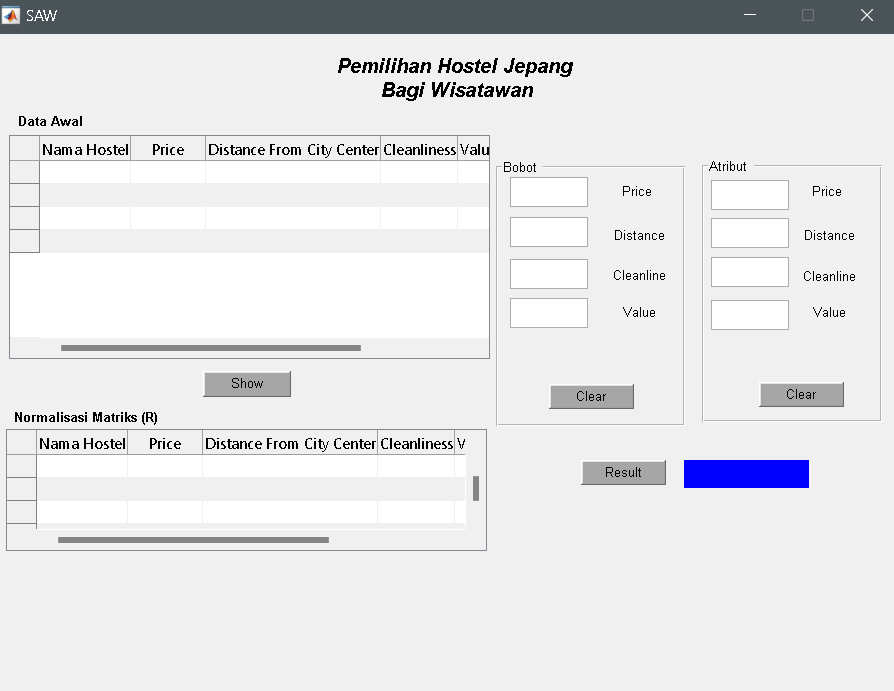 SAW
Pemilihan Hostel Jepang
Bagi Wisatawan
Data Awal
Nama Hostel Price Distance From City Center Cleanliness Valu
Bobot
Price
Distance
Cleanline
Value
Clear
Atribut
Price
Distance
Cleanline
Value
Clear
Show
Normalisasi Matriks (R)
Nama Hostel Price Distance From City Center Cleanliness V
Result